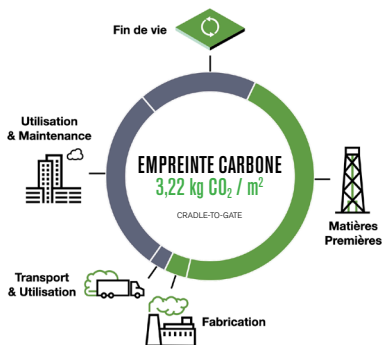 Fin de vie
Utilisation
& Maintenance
EMPREINTE CARBONE
3,22 kg CO₂ / m²
CRADLE-TO-GATE
Matières
Premières
Transport
& Utilisation
Fabrication